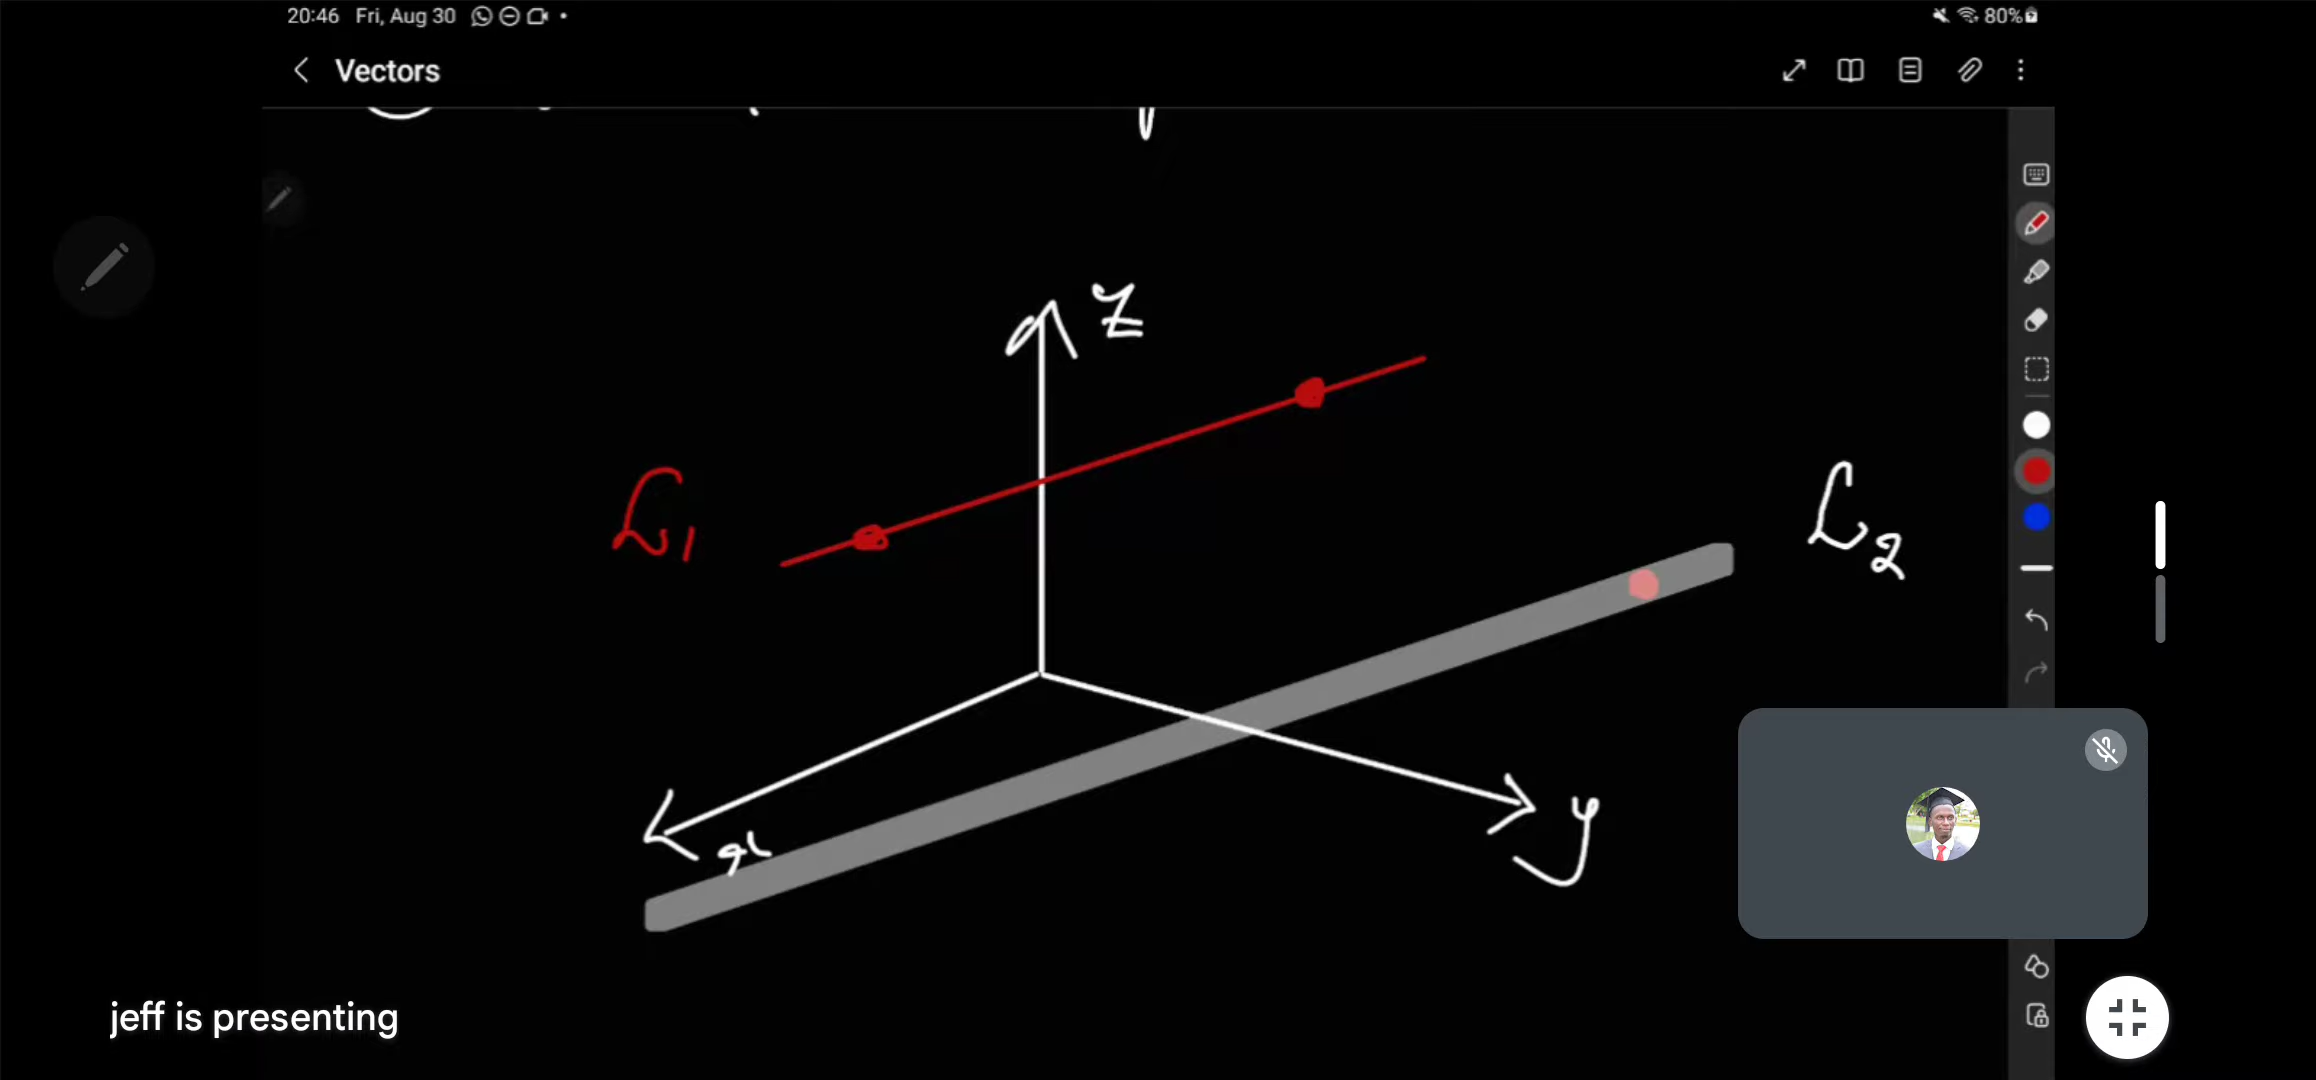 20:46 Fri, Aug 30
80%
Vectors
z
L1
L2
x
y
jeff is presenting